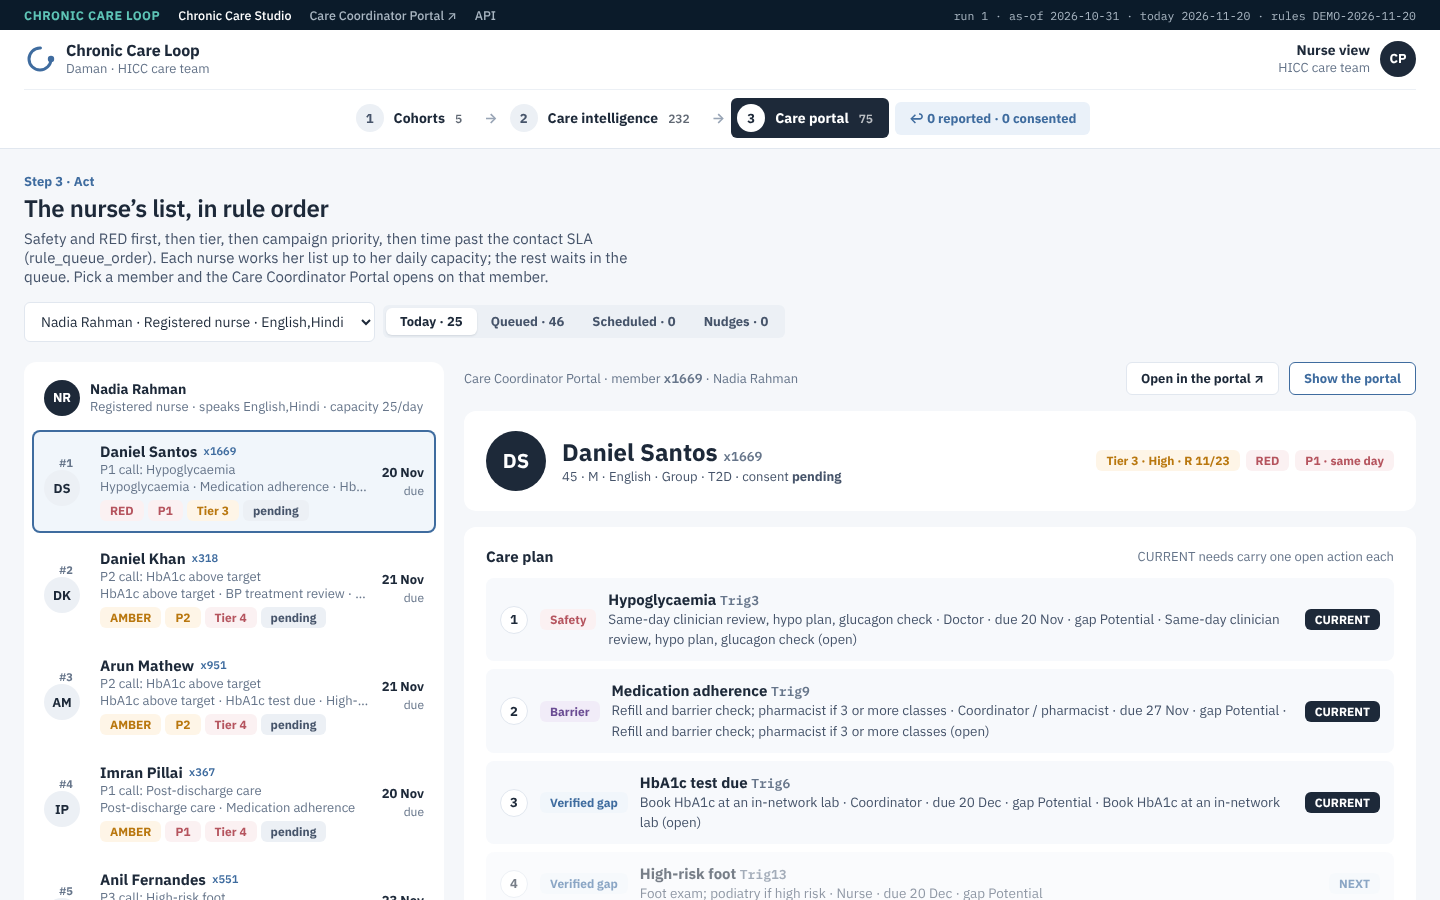 CHRONIC CARE LOOP Chronic Care Studio Care Coordinator Portal ↗ API run 1 · as-of 2026-10-31 · today 2026-11-20 · rules DEMO-2026-11-20
Chronic Care Loop
Daman · HICC care team
Nurse view
HICC care team
CP
1 Cohorts 5 → 2 Care intelligence 232 → 3 Care portal 75 ↩ 0 reported · 0 consented
Step 3 · Act
The nurse’s list, in rule order
Safety and RED first, then tier, then campaign priority, then time past the contact SLA
(rule_queue_order). Each nurse works her list up to her daily capacity; the rest waits in the
queue. Pick a member and the Care Coordinator Portal opens on that member.
Nadia Rahman · Registered nurse · English,Hindi
Today · 25 Queued · 46 Scheduled · 0 Nudges · 0
NR
Nadia Rahman
Registered nurse · speaks English,Hindi · capacity 25/day
#1
DS
Daniel Santos x1669
P1 call: Hypoglycaemia
Hypoglycaemia · Medication adherence · Hb...
RED P1 Tier 3 pending
20 Nov
due
#2
DK
Daniel Khan x318
P2 call: HbA1c above target
HbA1c above target · BP treatment review · ...
AMBER P2 Tier 4 pending
21 Nov
due
#3
AM
Arun Mathew x951
P2 call: HbA1c above target
HbA1c above target · HbA1c test due · High-...
AMBER P2 Tier 4 pending
21 Nov
due
#4
IP
Imran Pillai x367
P1 call: Post-discharge care
Post-discharge care · Medication adherence
AMBER P1 Tier 4 pending
20 Nov
due
#5
Anil Fernandes x551
P3 call: High-risk foot
23 Nov
Care Coordinator Portal · member x1669 · Nadia Rahman
Open in the portal ↗ Show the portal
DS
Daniel Santos x1669
45 · M · English · Group · T2D · consent pending
Tier 3 · High · R 11/23 RED P1 · same day
Care plan
CURRENT needs carry one open action each
1 Safety
Hypoglycaemia Trig3
Same-day clinician review, hypo plan, glucagon check · Doctor · due 20 Nov · gap Potential · Same-day clinician
review, hypo plan, glucagon check (open)
CURRENT
2 Barrier
Medication adherence Trig9
Refill and barrier check; pharmacist if 3 or more classes · Coordinator / pharmacist · due 27 Nov · gap Potential ·
Refill and barrier check; pharmacist if 3 or more classes (open)
CURRENT
3 Verified gap
HbA1c test due Trig6
Book HbA1c at an in-network lab · Coordinator · due 20 Dec · gap Potential · Book HbA1c at an in-network
lab (open)
CURRENT
4 Verified gap
High-risk foot Trig13
Foot exam; podiatry if high risk · Nurse · due 20 Dec · gap Potential
NEXT